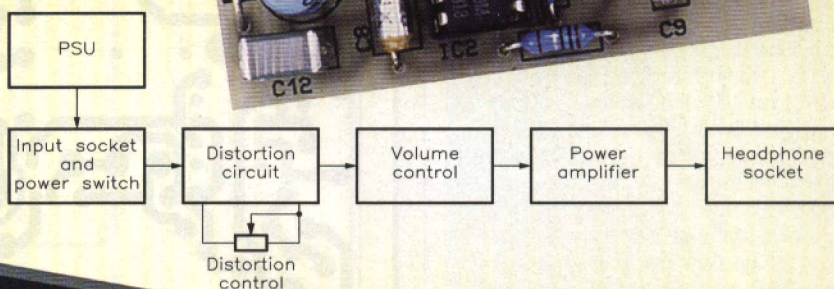 C8
IC2
C9
C12
PSU
Input socket
and
power switch
Distortion
circuit
Volume
control
Power
amplifier
Headphone
socket
Distortion
control